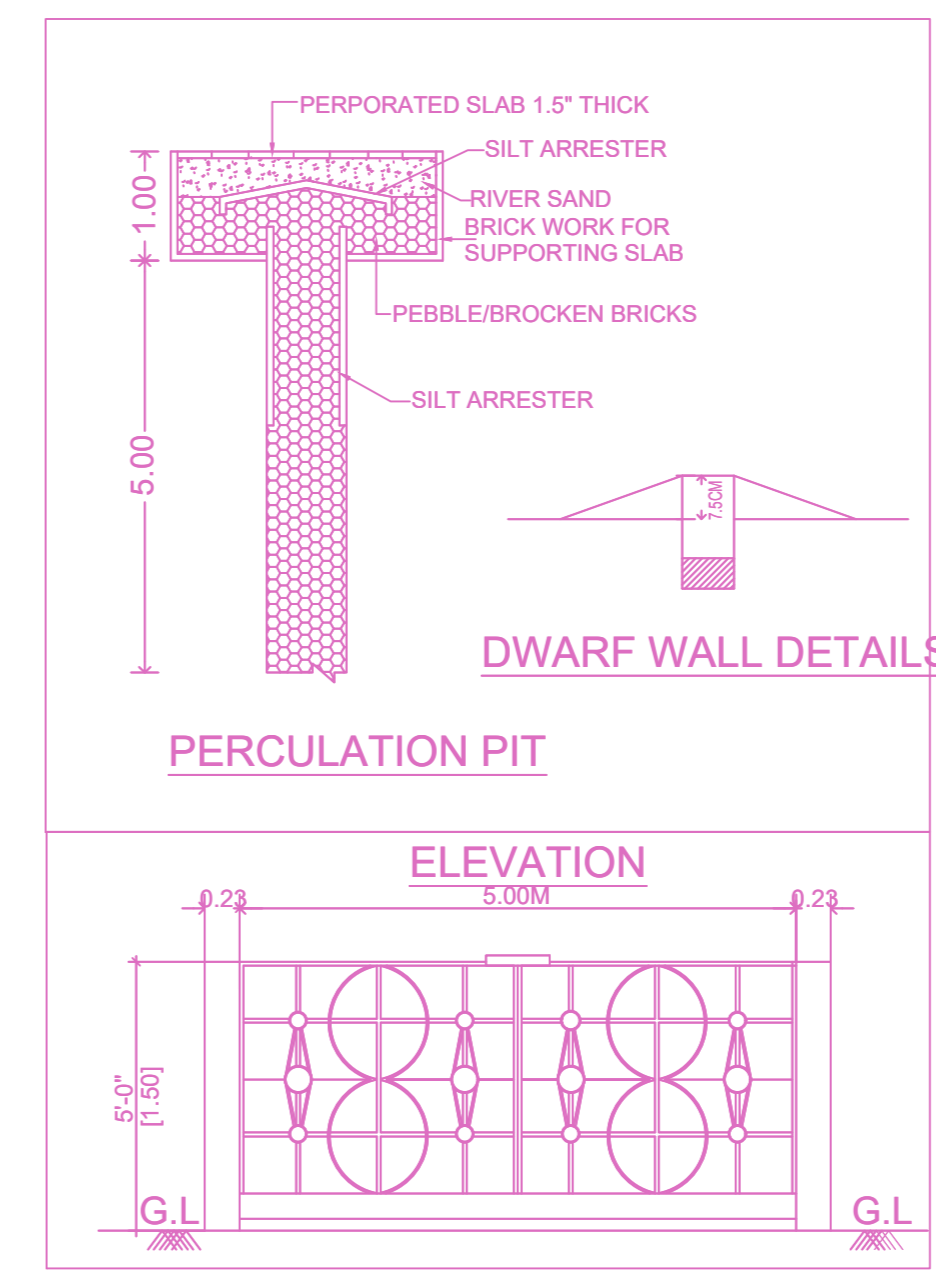 PERPORATED SLAB 1.5" THICK
SILT ARRESTER
RIVER SAND
BRICK WORK FOR
SUPPORTING SLAB
1.00
PEBBLE/BROCKEN BRICKS
SILT ARRESTER
5.00
7.5CM
DWARF WALL DETAILS
PERCULATION PIT
ELEVATION
0.23
5.00M
0.23
5'-0"
[1.50]
G.L
G.L